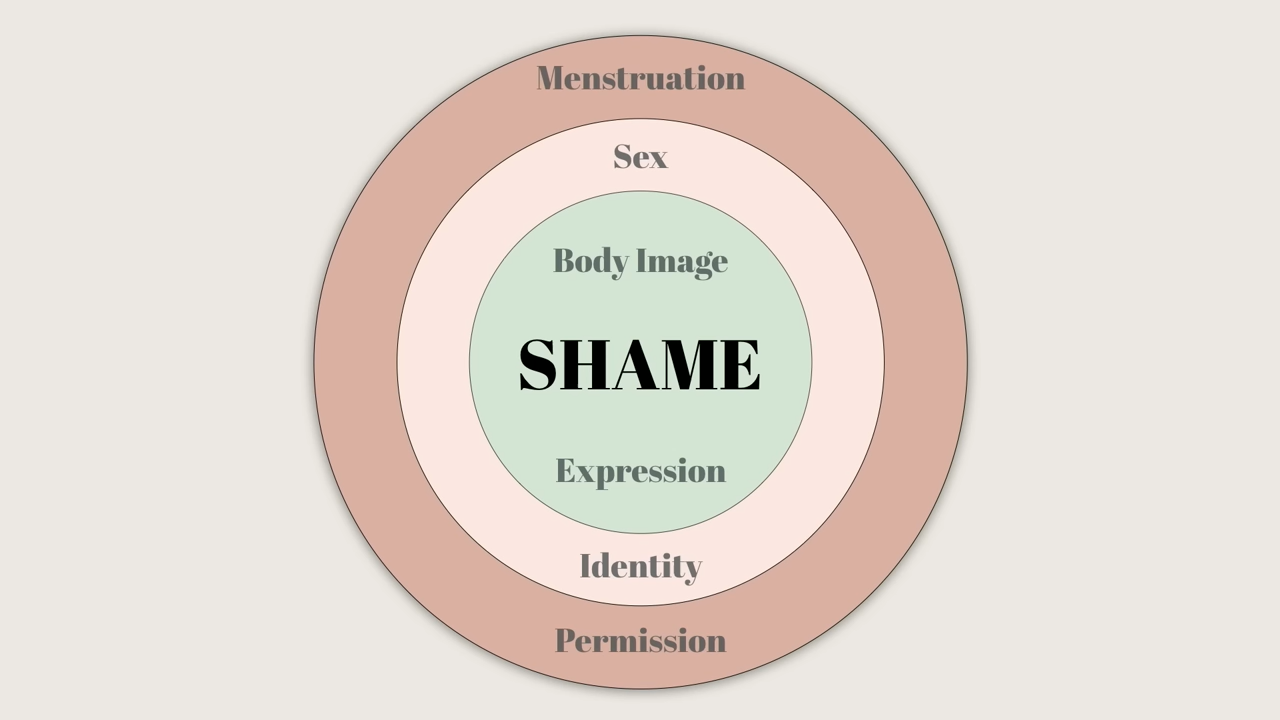 Menstruation
Sex
Body Image
SHAME
Expression
Identity
Permission